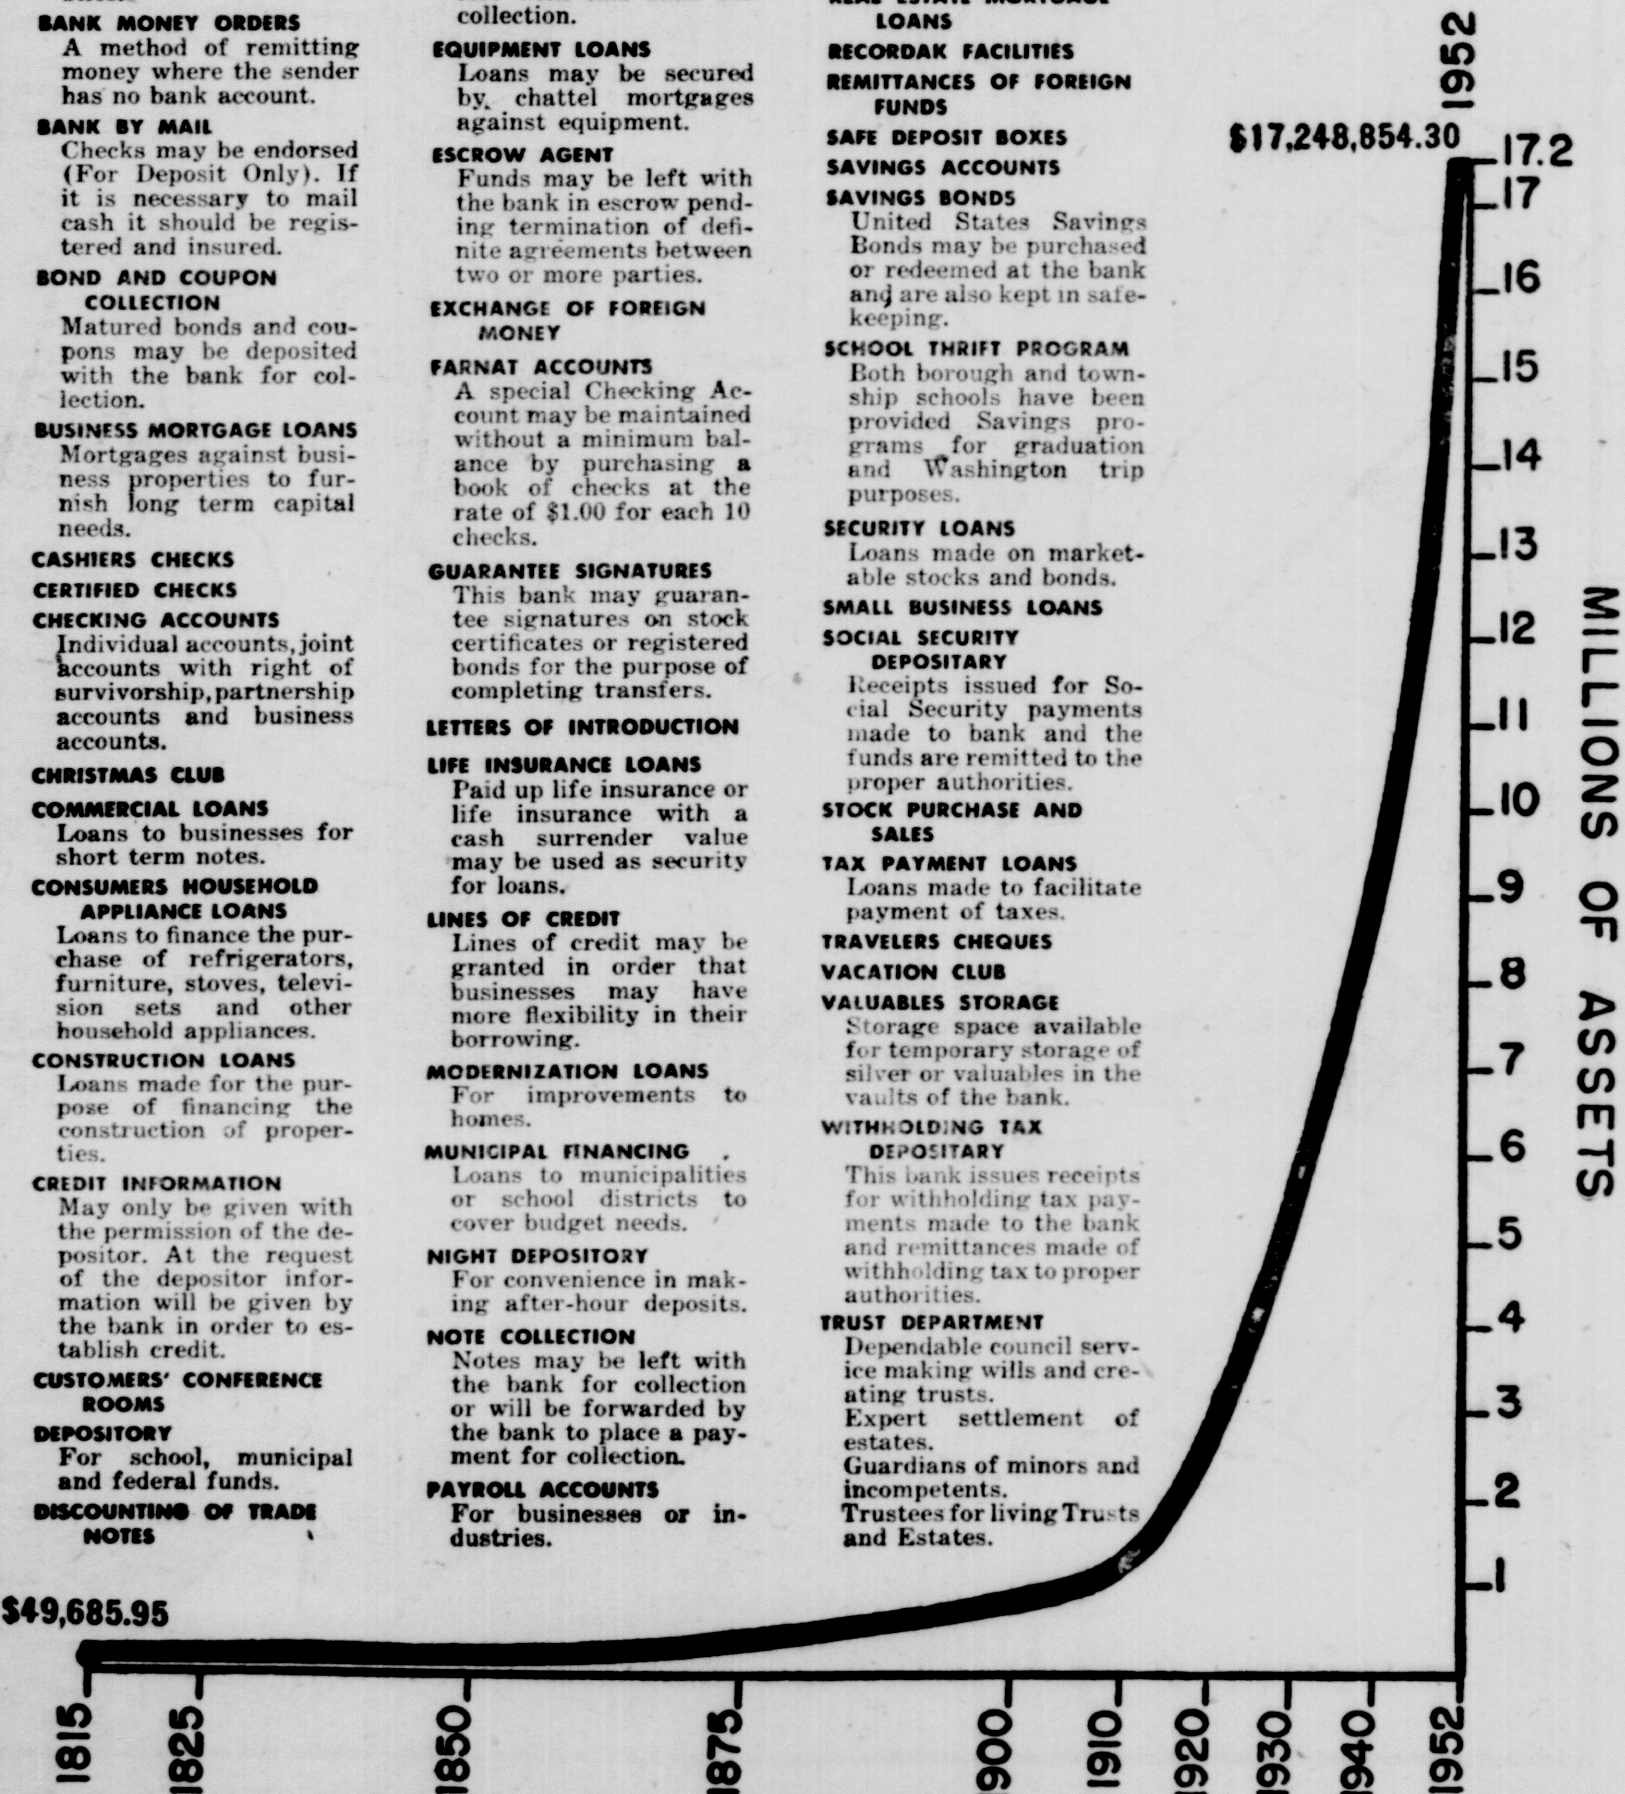 BANK MONEY ORDERS
A method of remitting
money where the sender
has no bank account.
BANK BY MAIL
Checks may be endorsed
(For Deposit Only). If
it is necessary to mail
cash it should be regis-
tered and insured.
BOND AND COUPON
COLLECTION
Matured bonds and cou-
pons may be deposited
with the bank for col-
lection.
BUSINESS MORTGAGE LOANS
Mortgages against busi-
ness properties to fur-
nish long term capital
needs.
CASHIERS CHECKS
CERTIFIED CHECKS
CHECKING ACCOUNTS
Individual accounts, joint
accounts with right of
survivorship, partnership
accounts and business
accounts.
CHRISTMAS CLUB
COMMERCIAL LOANS
Loans to businesses for
short term notes.
CONSUMERS HOUSEHOLD
APPLIANCE LOANS
Loans to finance the pur-
chase of refrigerators,
furniture, stoves, televi-
sion sets and other
household appliances.
CONSTRUCTION LOANS
Loans made for the pur-
pose of financing the
construction of proper-
ties.
CREDIT INFORMATION
May only be given with
the permission of the de-
positor. At the request
of the depositor infor-
mation will be given by
the bank in order to es-
tablish credit.
CUSTOMERS' CONFERENCE
ROOMS
DEPOSITORY
For school, municipal
and federal funds.
DISCOUNTING OF TRADE
NOTES
collection.
EQUIPMENT LOANS
Loans may be secured
by chattel mortgages
against equipment.
ESCROW AGENT
Funds may be left with
the bank in escrow pend-
ing termination of defi-
nite agreements between
two or more parties.
EXCHANGE OF FOREIGN
MONEY
FARNAT ACCOUNTS
A special Checking Ac-
count may be maintained
without a minimum bal-
ance by purchasing a
book of checks at the
rate of $1.00 for each 10
checks.
GUARANTEE SIGNATURES
This bank may guaran-
tee signatures on stock
certificates or registered
bonds for the purpose of
completing transfers.
LETTERS OF INTRODUCTION
LIFE INSURANCE LOANS
Paid up life insurance or
life insurance with a
cash surrender value
may be used as security
for loans.
LINES OF CREDIT
Lines of credit may be
granted in order that
businesses may have
more flexibility in their
borrowing.
MODERNIZATION LOANS
For improvements to
homes.
MUNICIPAL FINANCING
Loans to municipalities
or school districts to
cover budget needs.
NIGHT DEPOSITORY
For convenience in mak-
ing after-hour deposits.
NOTE COLLECTION
Notes may be left with
the bank for collection
or will be forwarded by
the bank to place a pay-
ment for collection.
PAYROLL ACCOUNTS
For businesses or in-
dustries.
REAL ESTATE MORTGAGE
LOANS
RECORDAK FACILITIES
REMITTANCES OF FOREIGN
FUNDS
SAFE DEPOSIT BOXES
SAVINGS ACCOUNTS
SAVINGS BONDS
United States Savings
Bonds may be purchased
or redeemed at the bank
and are also kept in safe-
keeping.
SCHOOL THRIFT PROGRAM
Both borough and town-
ship schools have been
provided Savings pro-
grams for graduation
and Washington trip
purposes.
SECURITY LOANS
Loans made on market-
able stocks and bonds.
SMALL BUSINESS LOANS
SOCIAL SECURITY
DEPOSITARY
Receipts issued for So-
cial Security payments
made to bank and the
funds are remitted to the
proper authorities.
STOCK PURCHASE AND
SALES
TAX PAYMENT LOANS
Loans made to facilitate
payment of taxes.
TRAVELERS CHEQUES
VACATION CLUB
VALUABLES STORAGE
Storage space available
for temporary storage of
silver or valuables in the
vaults of the bank.
WITHHOLDING TAX
DEPOSITARY
This bank issues receipts
for withholding tax pay-
ments made to the bank
and remittances made of
withholding tax to proper
authorities.
TRUST DEPARTMENT
Dependable council serv-
ice making wills and cre-
ating trusts.
Expert settlement of
estates.
Guardians of minors and
incompetents.
Trustees for living Trusts
and Estates.
1952
$17,248,854.30
17.2
17
16
15
14
13
12
11
10
9
8
7
6
5
4
3
2
1
MILLIONS OF ASSETS
$49,685.95
1815
1825
1850
1875
1900
1910
1920
1930
1940
1952